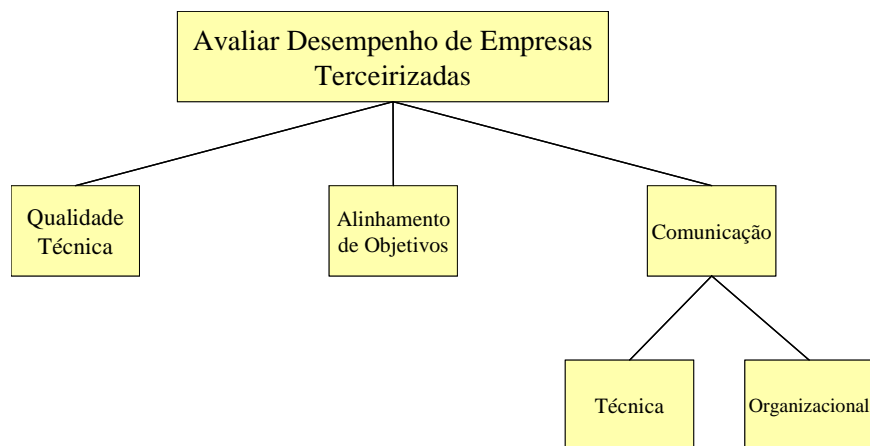 Avaliar Desempenho de Empresas
Terceirizadas
Qualidade
Técnica
Alinhamento
de Objetivos
Comunicação
Técnica
Organizacional